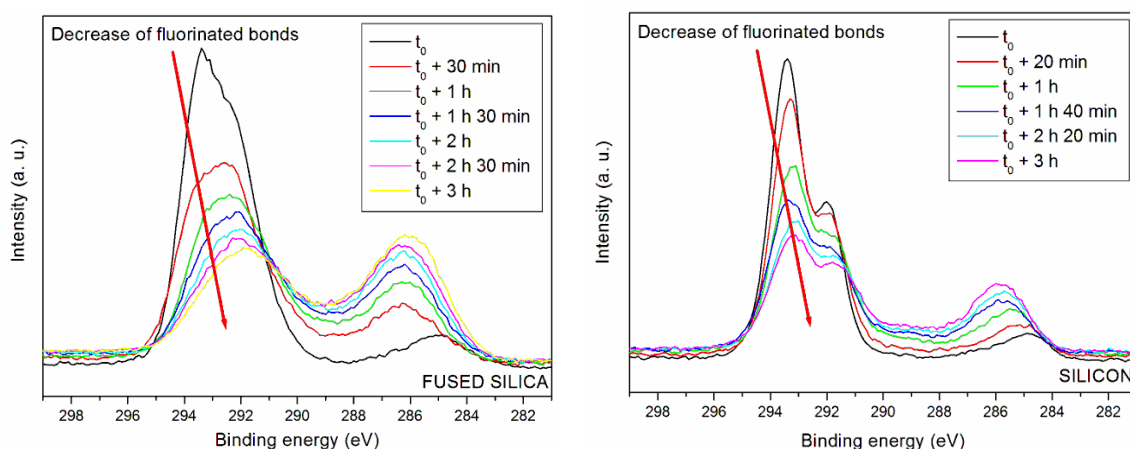 Decrease of fluorinated bonds
t0
t0 + 30 min
t0 + 1 h
t0 + 1 h 30 min
t0 + 2 h
t0 + 2 h 30 min
t0 + 3 h
Intensity (a. u.)
FUSED SILICA
298 296 294 292 290 288 286 284 282
Binding energy (eV)
Decrease of fluorinated bonds
t0
t0 + 20 min
t0 + 1 h
t0 + 1 h 40 min
t0 + 2 h 20 min
t0 + 3 h
Intensity (a. u.)
SILICON
298 296 294 292 290 288 286 284 282
Binding energy (eV)